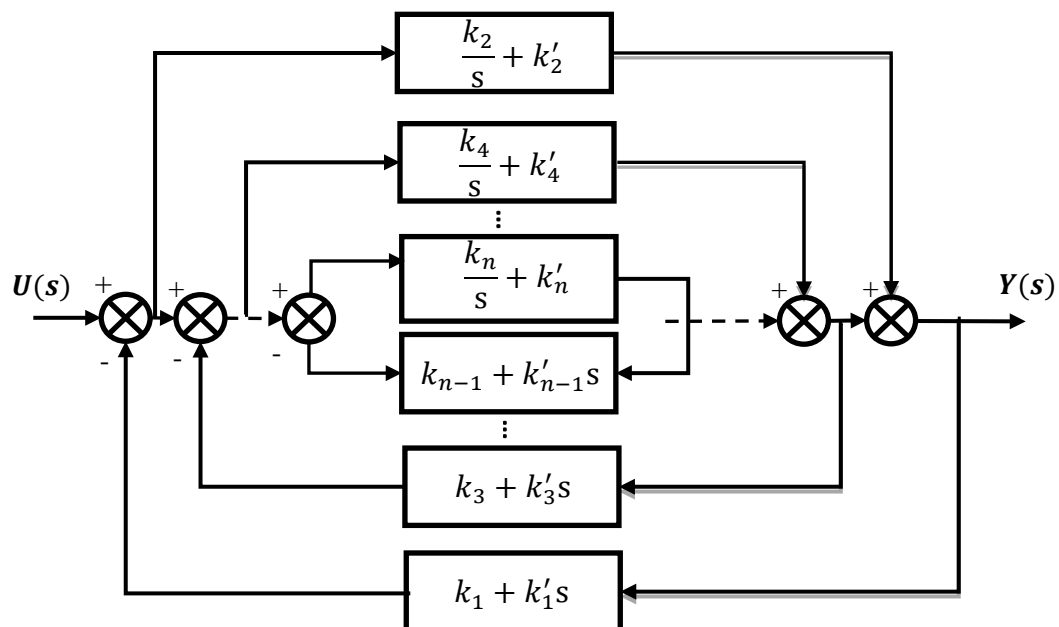 k₂/s + k′₂
k₄/s + k′₄
⋮
kₙ/s + k′ₙ
U(s)
+
+
+
+
+
Y(s)
-
-
-
kₙ₋₁ + k′ₙ₋₁s
⋮
k₃ + k′₃s
k₁ + k′₁s